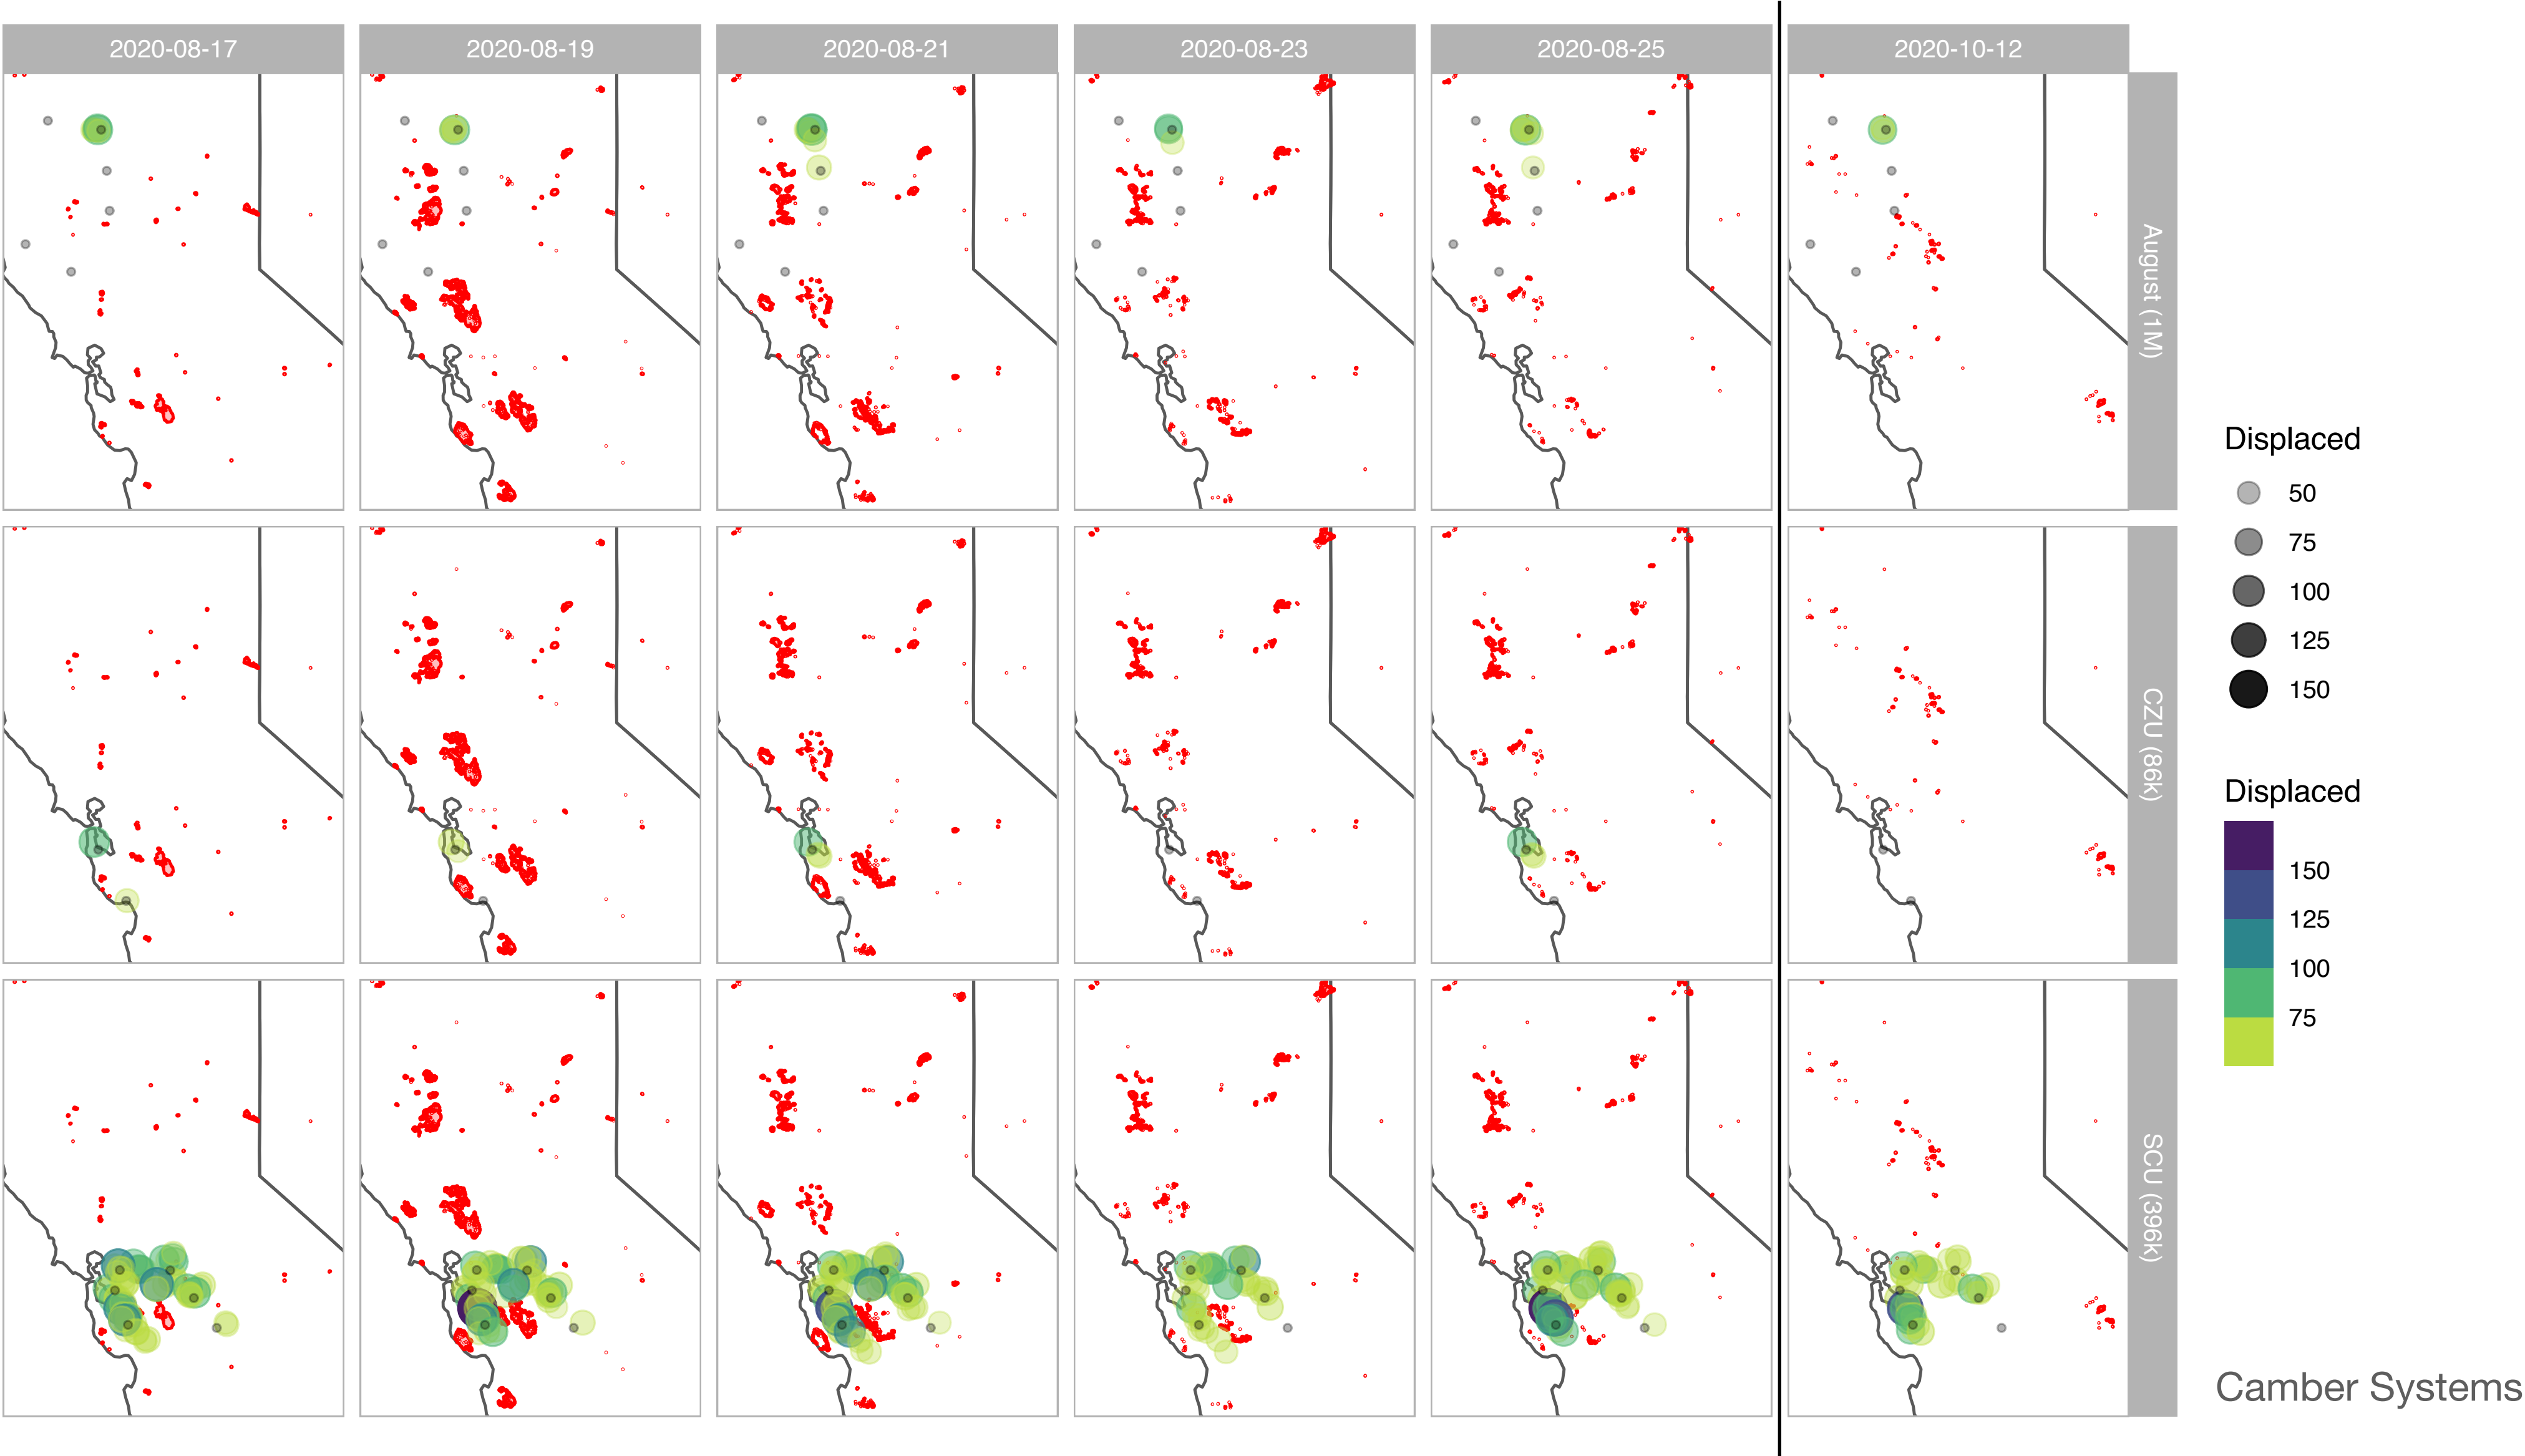 2020-08-17
2020-08-19
2020-08-21
2020-08-23
2020-08-25
2020-10-12
August (1M)
CZU (86k)
SCU (396k)
Displaced
50
75
100
125
150
Displaced
150
125
100
75
Camber Systems